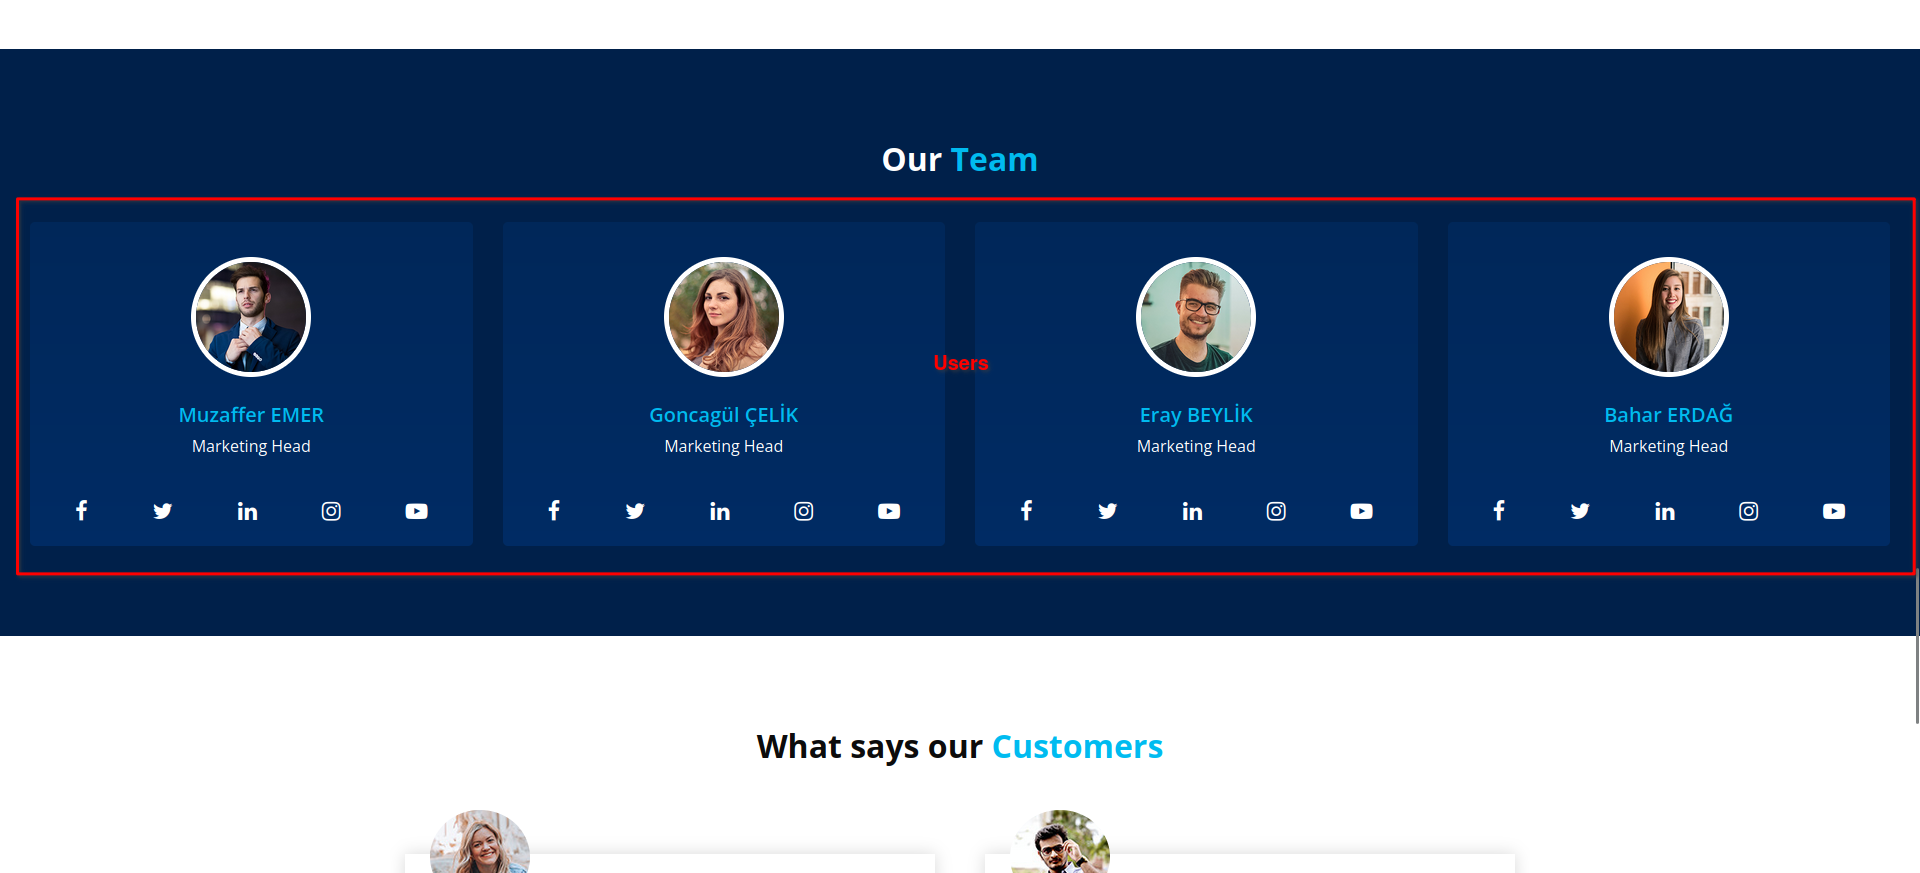 Our Team
Users
Muzaffer EMER
Marketing Head
Goncagül ÇELİK
Marketing Head
Eray BEYLİK
Marketing Head
Bahar ERDAĞ
Marketing Head
What says our Customers